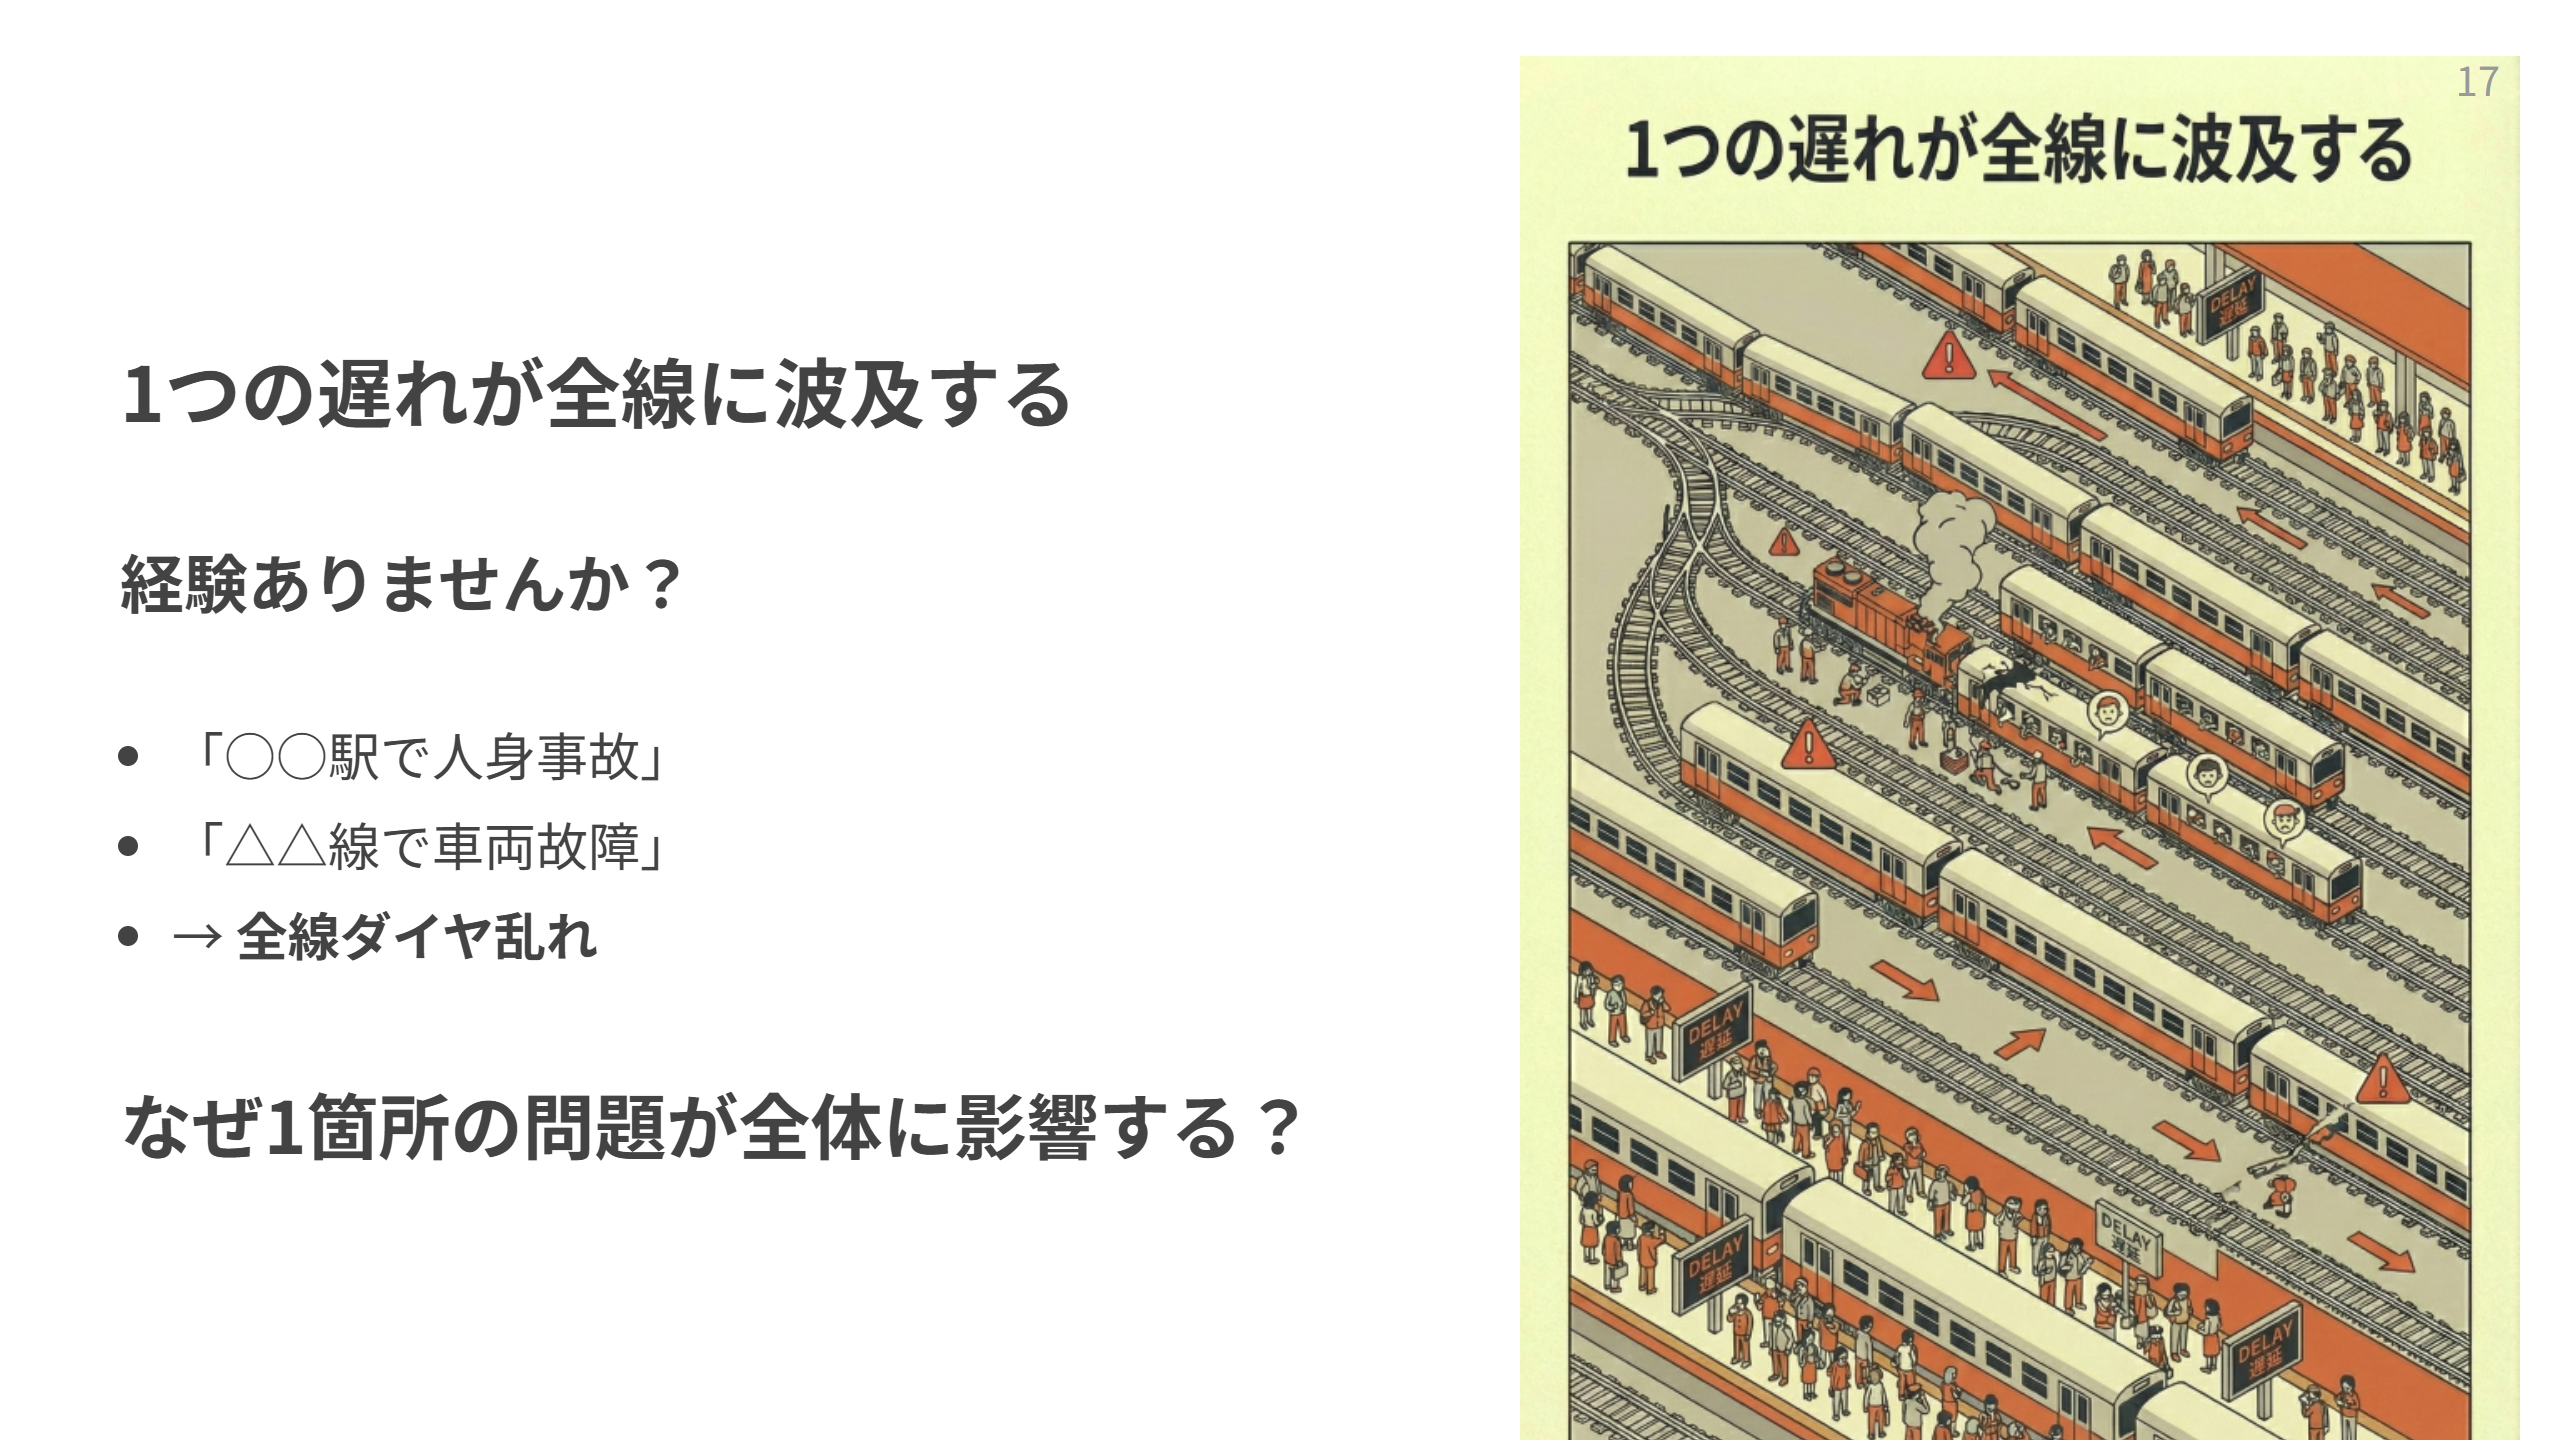 1つの遅れが全線に波及する
経験ありませんか？
「○○駅で人身事故」
「△△線で車両故障」
→ 全線ダイヤ乱れ
なぜ1箇所の問題が全体に影響する？
17
1つの遅れが全線に波及する
DELAY
遅延
DELAY
遅延
DELAY
遅延
DELAY
遅延
DELAY
遅延